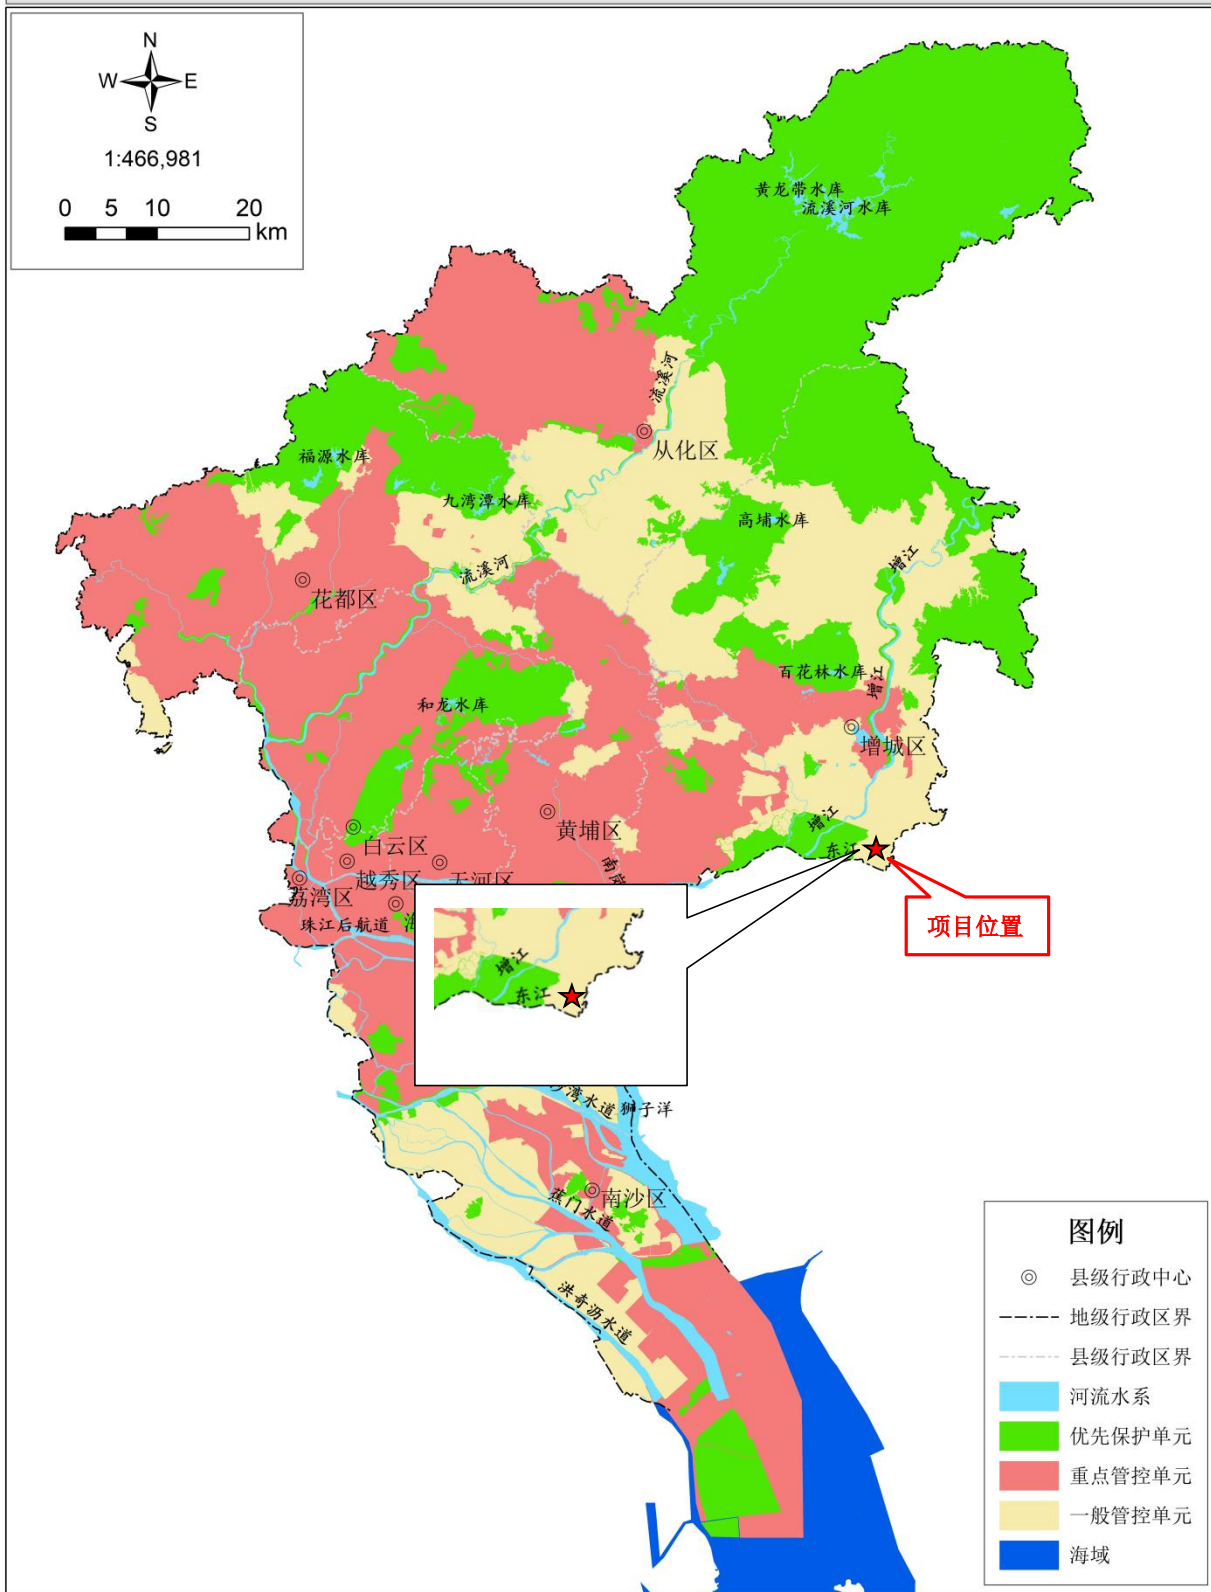 N
W E
S
1:466,981
0 5 10 20
km
黄龙带水库
流溪河水库
流溪河
从化区
福源水库
九湾潭水库
高埔水库
增江
流溪河
花都区
百花林水库
增江
和龙水库
增城区
增江
黄埔区
白云区
东江
越秀区
天河区
南岗
荔湾区
项目位置
珠江后航道
海
增江
东江
湾水道
狮子洋
南沙区
蕉门水道
洪奇沥水道
图例
县级行政中心
地级行政区界
县级行政区界
河流水系
优先保护单元
重点管控单元
一般管控单元
海域